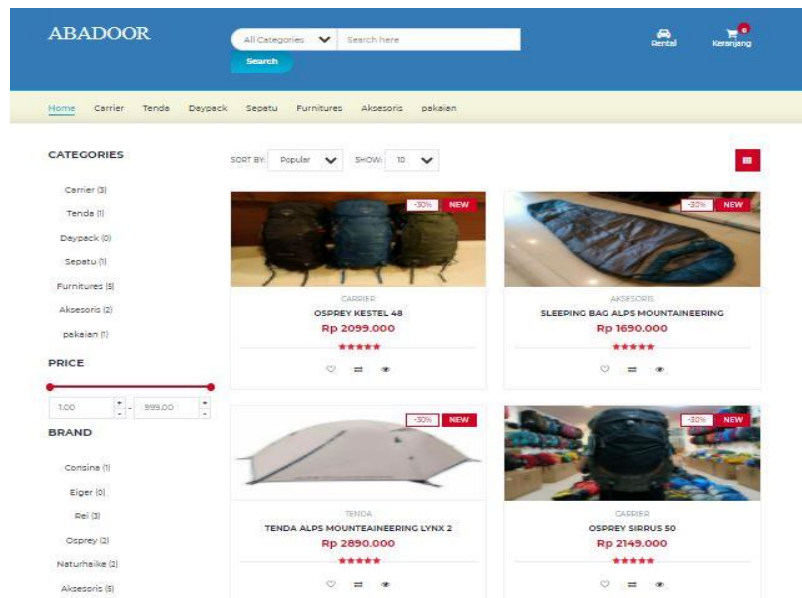 ABADOOR
All Categories Search here
Search
Rental
0
Keranjang
Home Carrier Tenda Daypack Sepatu Furnitures Aksesoris pakaian
CATEGORIES
Carrier (3)
Tenda (1)
Daypack (0)
Sepatu (1)
Furnitures (5)
Aksesoris (2)
pakaian (1)
PRICE
1.00 - 999.00
BRAND
Consina (1)
Eiger (0)
Rei (3)
Osprey (2)
Naturhaike (2)
Aksesoris (5)
SORT BY: Popular SHOW: 10
-30% NEW
CARRIER
OSPREY KESTEL 48
Rp 2099.000
-30% NEW
AKSESORIS
SLEEPING BAG ALPS MOUNTAINEERING
Rp 1690.000
-30% NEW
TENDA
TENDA ALPS MOUNTEAINEERING LYNX 2
Rp 2890.000
-30% NEW
CARRIER
OSPREY SIRRUS 50
Rp 2149.000